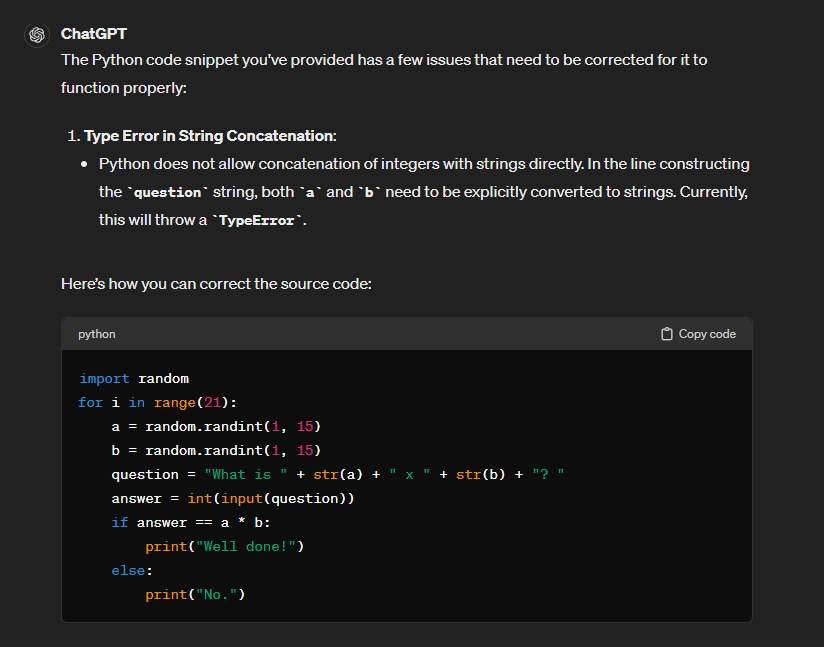 ChatGPT
The Python code snippet you've provided has a few issues that need to be corrected for it to
function properly:
1. Type Error in String Concatenation:
• Python does not allow concatenation of integers with strings directly. In the line constructing
the `question` string, both `a` and `b` need to be explicitly converted to strings. Currently,
this will throw a `TypeError`.
Here's how you can correct the source code:
python
Copy code
import random
for i in range(21):
    a = random.randint(1, 15)
    b = random.randint(1, 15)
    question = "What is " + str(a) + " x " + str(b) + "? "
    answer = int(input(question))
    if answer == a * b:
        print("Well done!")
    else:
        print("No.")